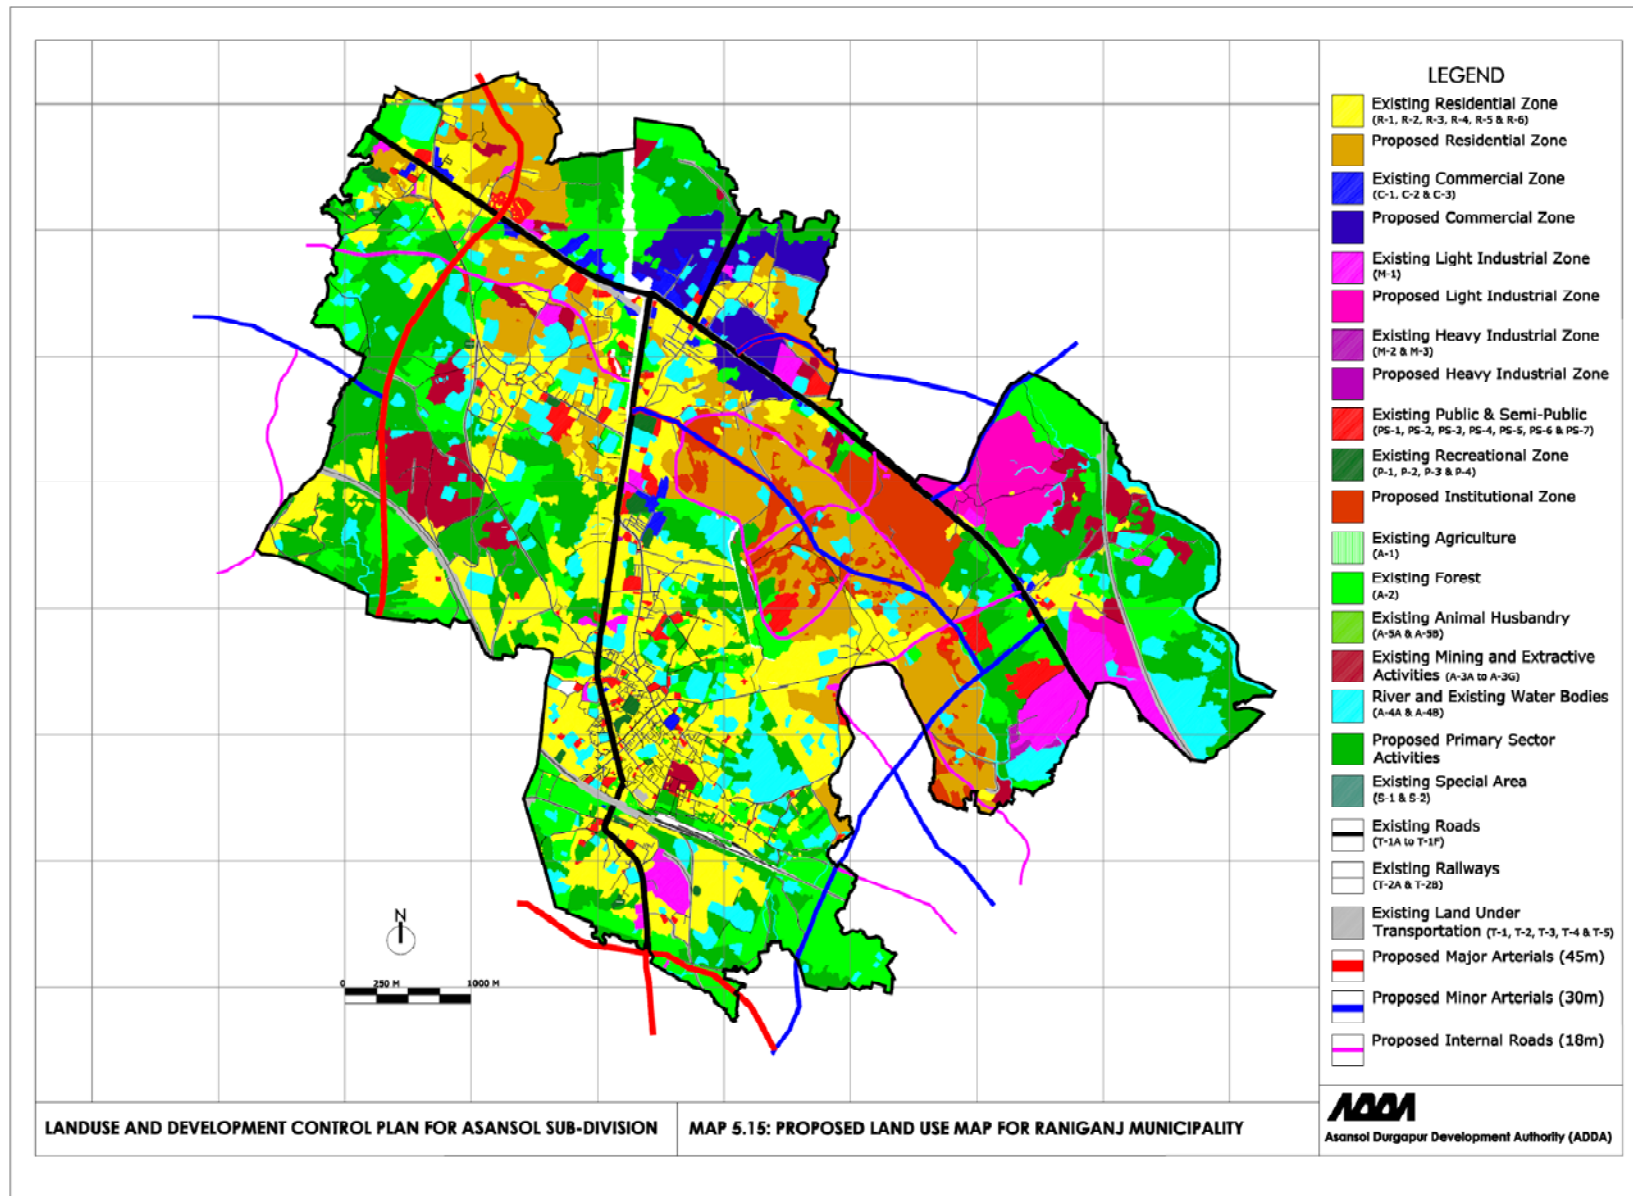 LEGEND
Existing Residential Zone
(R-1, R-2, R-3, R-4, R-5 & R-6)
Proposed Residential Zone
Existing Commercial Zone
(C-1, C-2 & C-3)
Proposed Commercial Zone
Existing Light Industrial Zone
(M-1)
Proposed Light Industrial Zone
Existing Heavy Industrial Zone
(M-2 & M-3)
Proposed Heavy Industrial Zone
Existing Public & Semi-Public
(PS-1, PS-2, PS-3, PS-4, PS-5, PS-6 & PS-7)
Existing Recreational Zone
(P-1, P-2, P-3 & P-4)
Proposed Institutional Zone
Existing Agriculture
(A-1)
Existing Forest
(A-2)
Existing Animal Husbandry
(A-5A & A-5B)
Existing Mining and Extractive
Activities (A-3A to A-3G)
River and Existing Water Bodies
(A-4A & A-4B)
Proposed Primary Sector
Activities
Existing Special Area
(S-1 & S-2)
Existing Roads
(T-1A to T-1F)
Existing Railways
(T-2A & T-2B)
Existing Land Under
Transportation (T-1, T-2, T-3, T-4 & T-5)
Proposed Major Arterials (45m)
Proposed Minor Arterials (30m)
Proposed Internal Roads (18m)
N
0 250 M 1000 M
LANDUSE AND DEVELOPMENT CONTROL PLAN FOR ASANSOL SUB-DIVISION
MAP 5.15: PROPOSED LAND USE MAP FOR RANIGANJ MUNICIPALITY
ADDA
Asansol Durgapur Development Authority (ADDA)